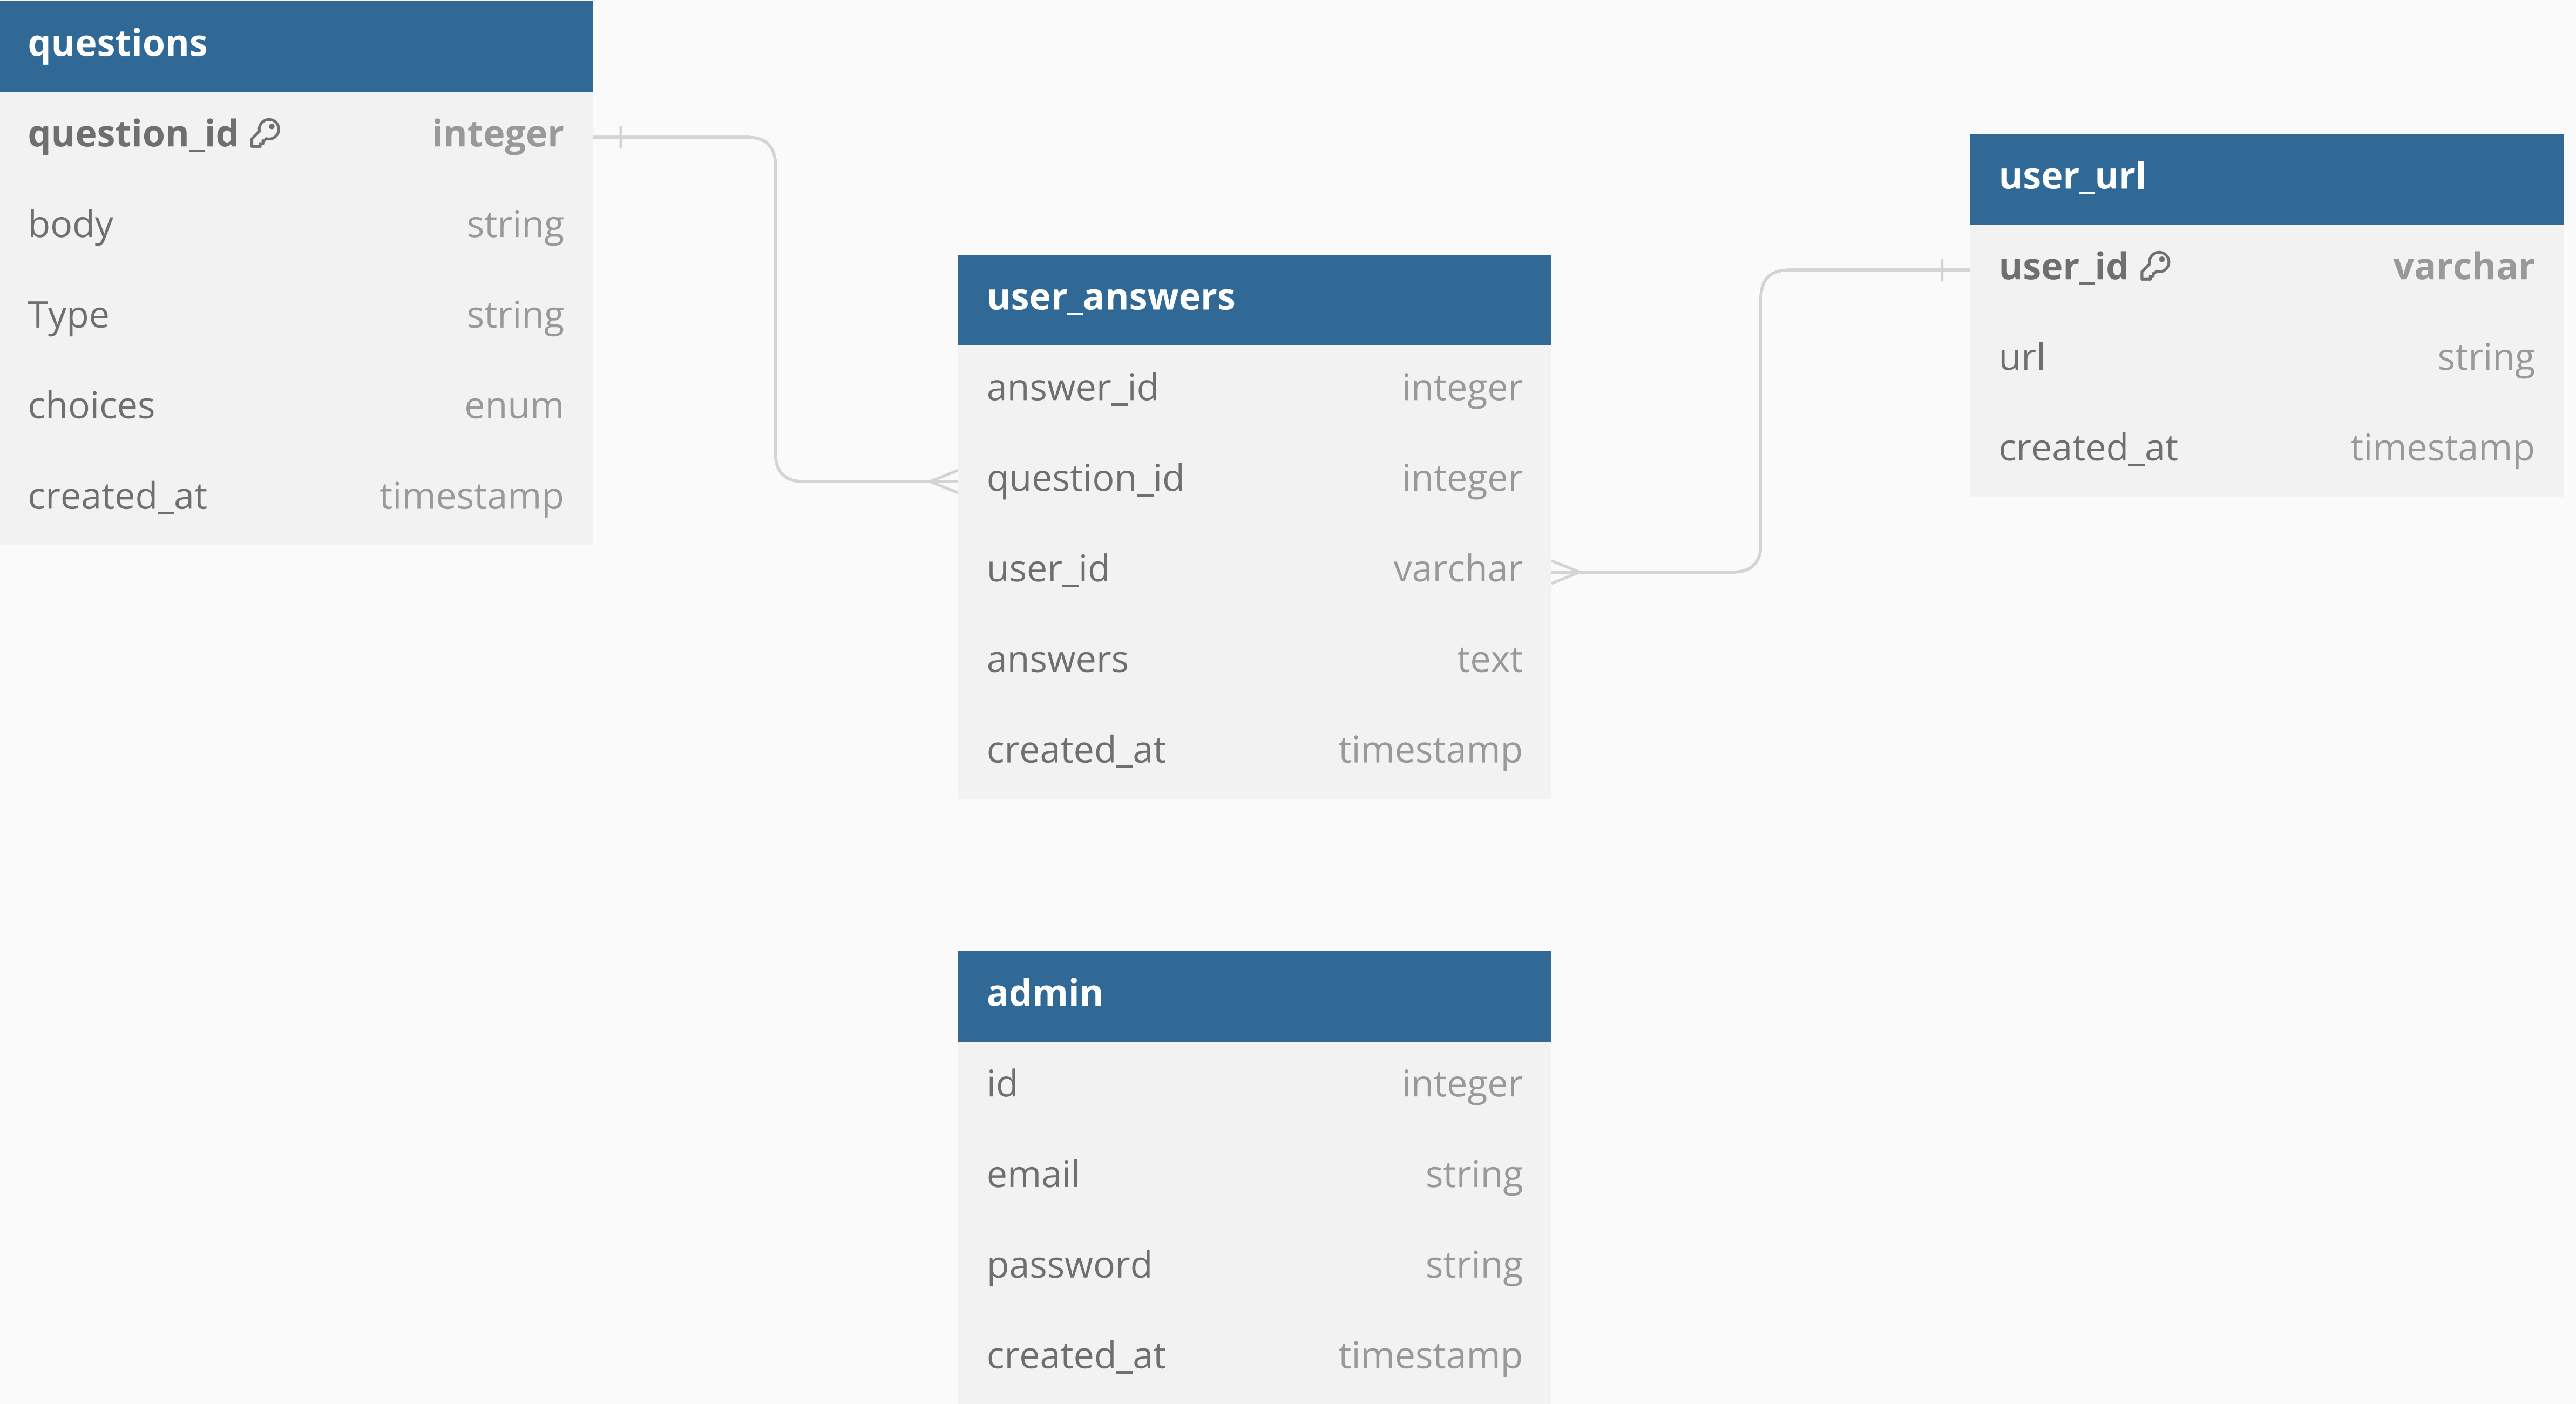 questions
question_id integer
body string
Type string
choices enum
created_at timestamp
user_answers
answer_id integer
question_id integer
user_id varchar
answers text
created_at timestamp
user_url
user_id varchar
url string
created_at timestamp
admin
id integer
email string
password string
created_at timestamp